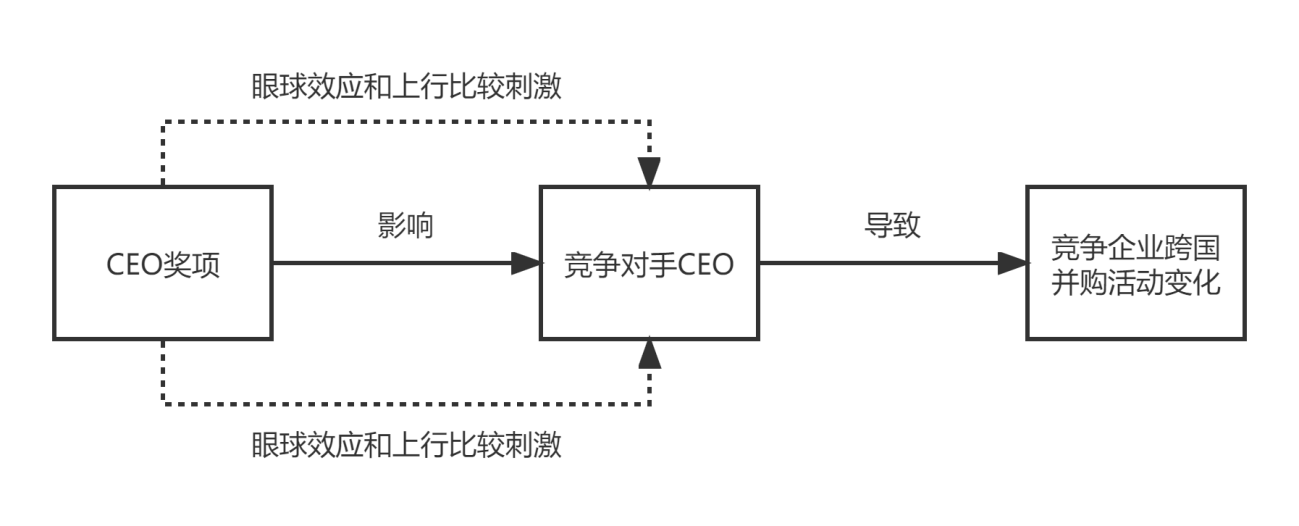 眼球效应和上行比较刺激
影响
导致
CEO奖项
竞争对手CEO
竞争企业跨国
并购活动变化
眼球效应和上行比较刺激